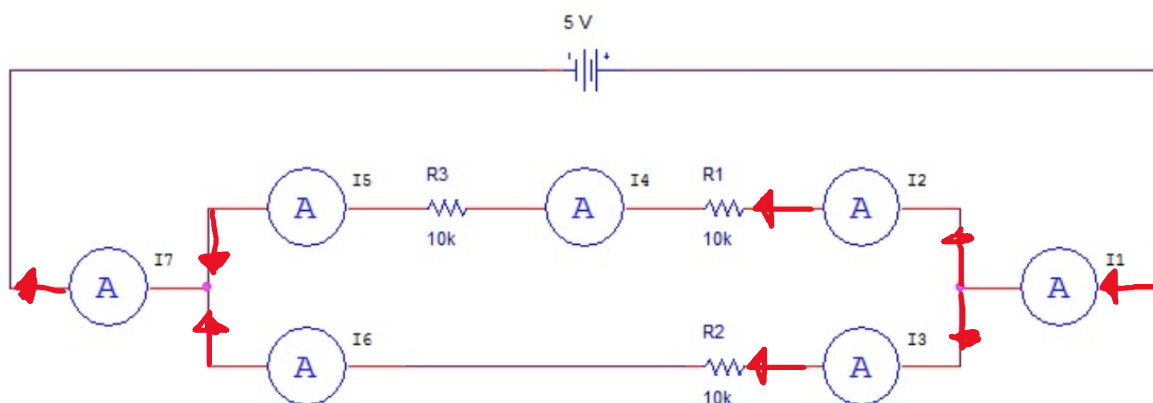 5 V
- +
I5 R3 I4 R1 I2
A A A
10k 10k
I7 I1
A A
I6 R2 I3
A A
10k